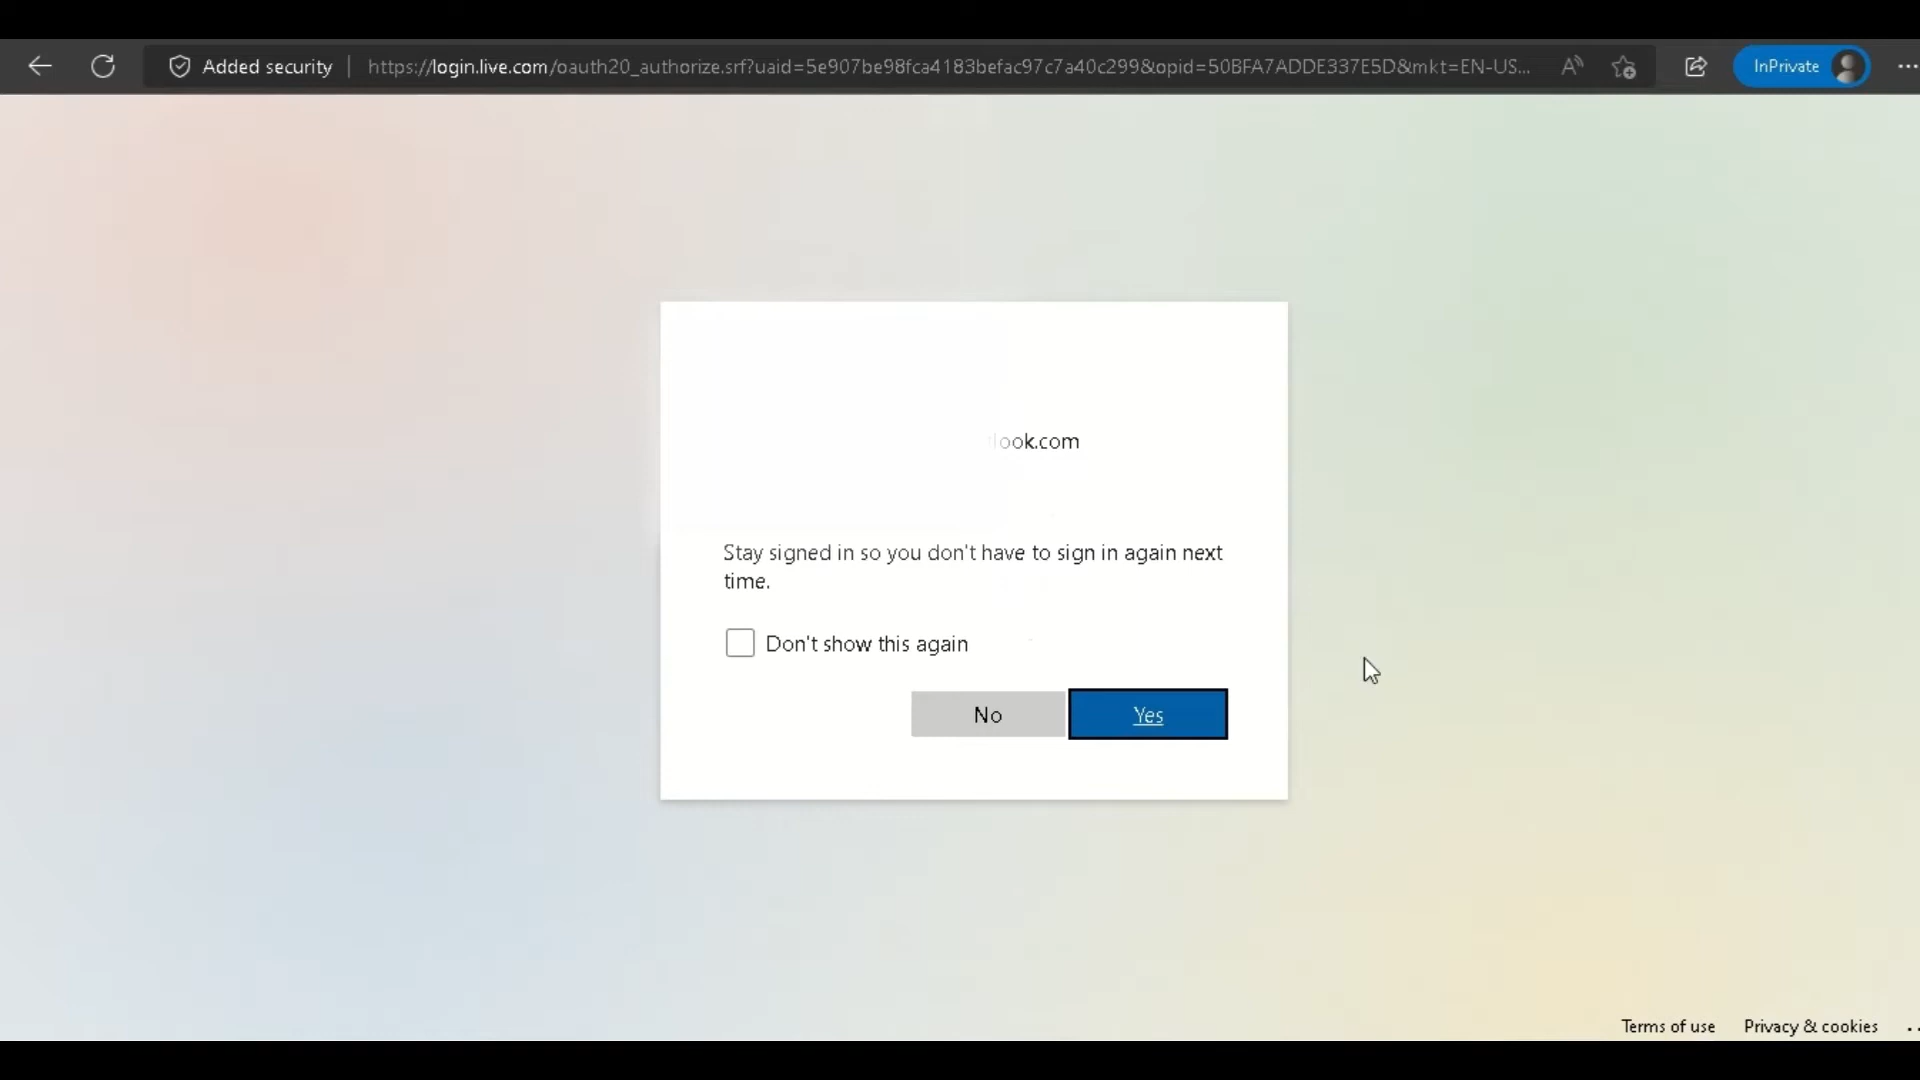 Added security
https://login.live.com/oauth20_authorize.srf?uaid=5e907be98fca4183befac97c7a40c299&opid=50BFA7ADDE337E5D&mkt=EN-US...
InPrivate
look.com
Stay signed in so you don't have to sign in again next
time.
Don't show this again
No
Yes
Terms of use
Privacy & cookies